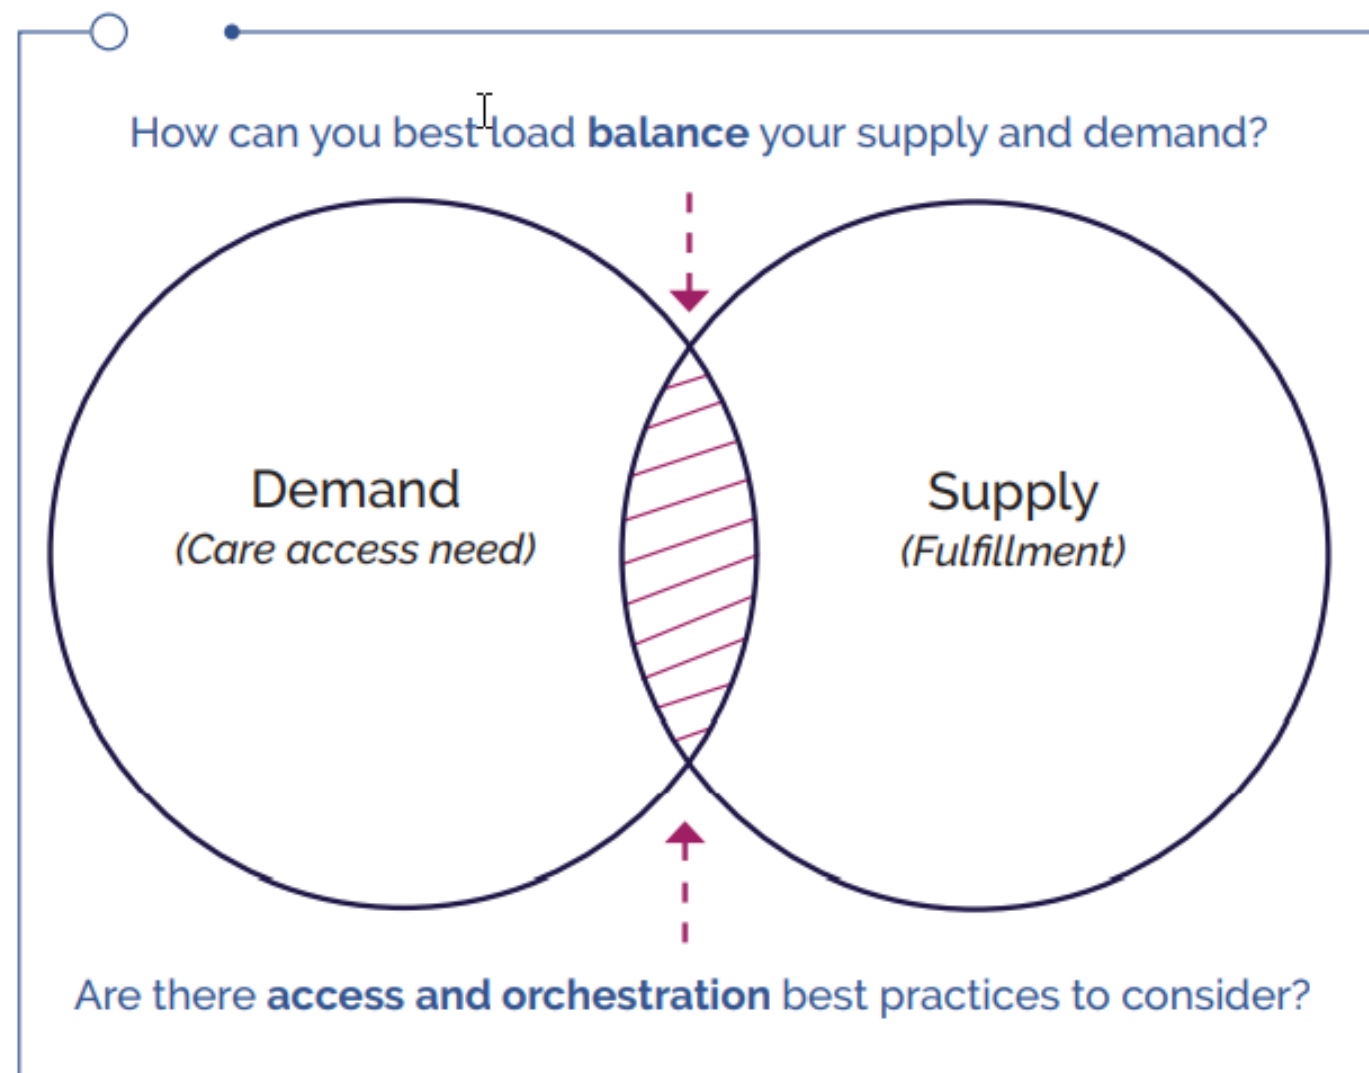 How can you best load balance your supply and demand?
Demand
(Care access need)
Supply
(Fulfillment)
Are there access and orchestration best practices to consider?